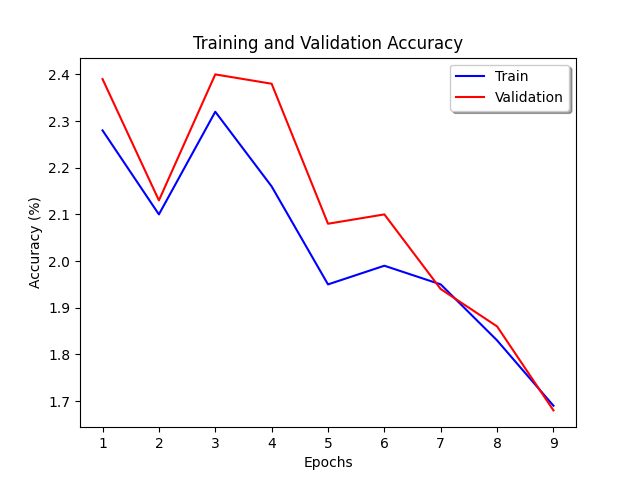 Training and Validation Accuracy
Train
Validation
2.4
2.3
2.2
2.1
2.0
1.9
1.8
1.7
Accuracy (%)
1 2 3 4 5 6 7 8 9
Epochs